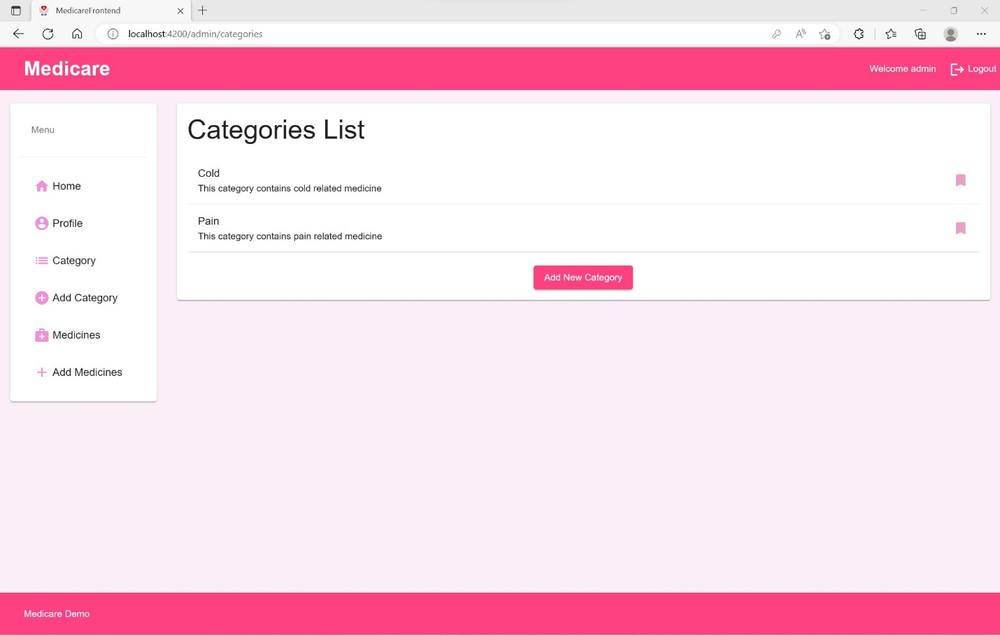 MedicareFrontend
localhost:4200/admin/categories
Medicare
Welcome admin
Logout
Menu
Home
Profile
Category
Add Category
Medicines
Add Medicines
Categories List
Cold
This category contains cold related medicine
Pain
This category contains pain related medicine
Add New Category
Medicare Demo